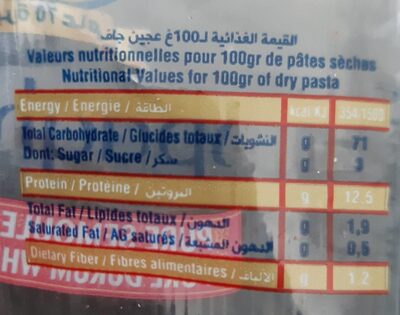 القيمة الغذائية لـ100غ عجين جاف
Valeurs nutritionnelles pour 100gr de pâtes sèches
Nutritional Values for 100gr of dry pasta
Energy / Energie / الطّاقة kcal KJ 354/1500
Total Carbohydrate / Glucides totaux / النشويات g 71
Dont: Sugar / Sucre / سكر g 3
Protein / Protéine / البروتين g 12.5
Total Fat / Lipides totaux / الدهون g 1,9
Saturated Fat / AG saturés / الدهون المشبعة g 0,5
Dietary Fiber / Fibres alimentaires / الألياف g 1.2